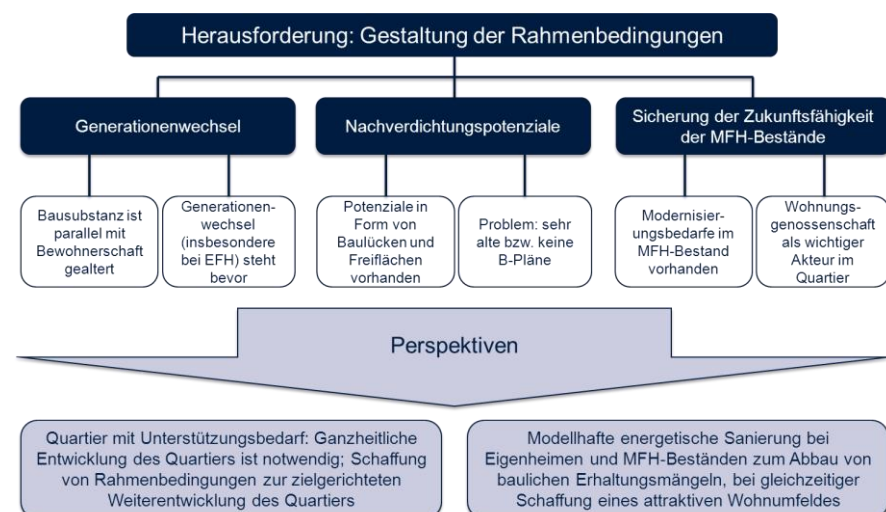 Herausforderung: Gestaltung der Rahmenbedingungen
Generationenwechsel
Nachverdichtungspotenziale
Sicherung der Zukunftsfähigkeit
der MFH-Bestände
Bausubstanz ist
parallel mit
Bewohnerschaft
gealtert
Generationen-
wechsel
(insbesondere
bei EFH) steht
bevor
Potenziale in
Form von
Baulücken und
Freiflächen
vorhanden
Problem: sehr
alte bzw. keine
B-Pläne
Modernisier-
ungsbedarfe im
MFH-Bestand
vorhanden
Wohnungs-
genossenschaft
als wichtiger
Akteur im
Quartier
Perspektiven
Quartier mit Unterstützungsbedarf: Ganzheitliche
Entwicklung des Quartiers ist notwendig; Schaffung
von Rahmenbedingungen zur zielgerichteten
Weiterentwicklung des Quartiers
Modellhafte energetische Sanierung bei
Eigenheimen und MFH-Beständen zum Abbau von
baulichen Erhaltungsmängeln, bei gleichzeitiger
Schaffung eines attraktiven Wohnumfeldes